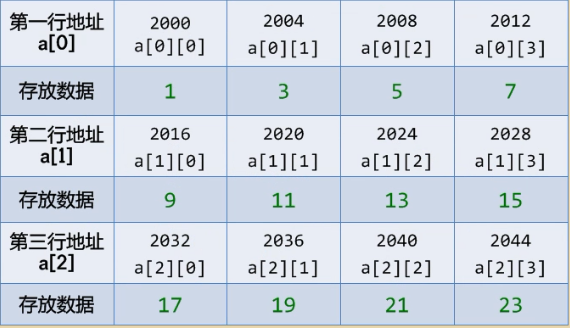 第一行地址 2000 2004 2008 2012
a[0] a[0][0] a[0][1] a[0][2] a[0][3]
存放数据 1 3 5 7
第二行地址 2016 2020 2024 2028
a[1] a[1][0] a[1][1] a[1][2] a[1][3]
存放数据 9 11 13 15
第三行地址 2032 2036 2040 2044
a[2] a[2][0] a[2][1] a[2][2] a[2][3]
存放数据 17 19 21 23